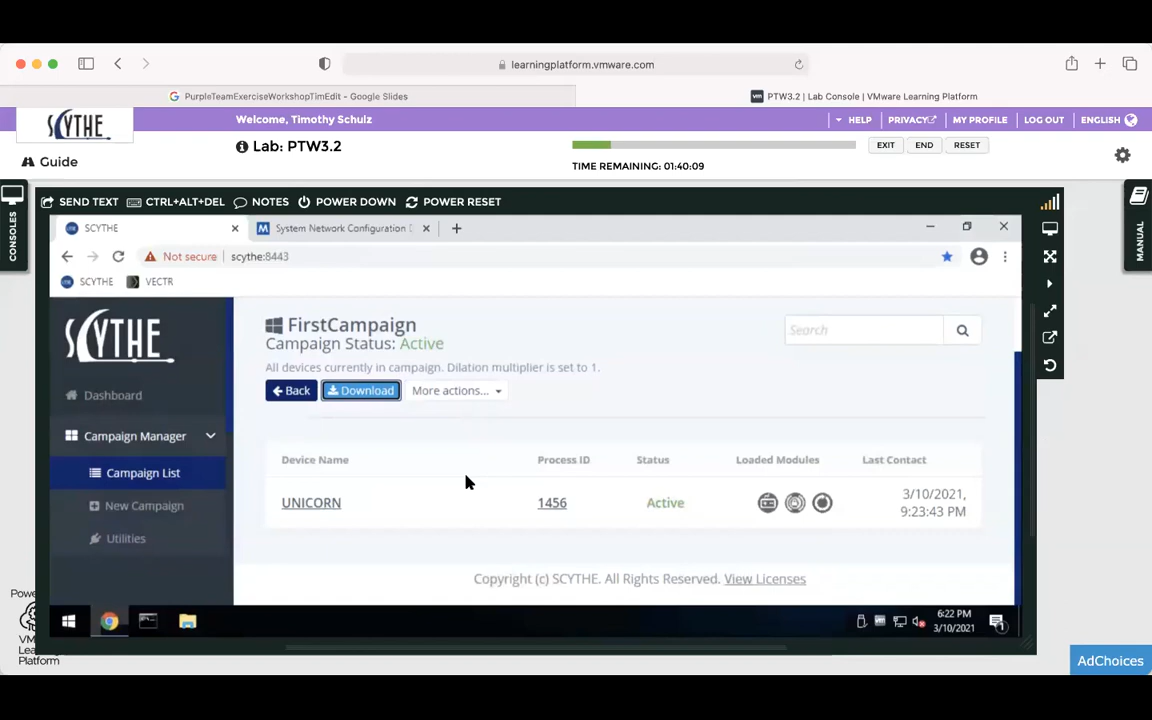 learningplatform.vmware.com
PurpleTeamExerciseWorkshopTimEdit - Google Slides
vm PTW3.2 | Lab Console | VMware Learning Platform
SCYTHE
Welcome, Timothy Schulz
HELP PRIVACY MY PROFILE LOG OUT ENGLISH
Guide
Lab: PTW3.2
EXIT END RESET
TIME REMAINING: 01:40:09
CONSOLES
MANUAL
SEND TEXT CTRL+ALT+DEL NOTES POWER DOWN POWER RESET
SCYTHE
M System Network Configuration
Not secure scythe:8443
SCYTHE VECTR
SCYTHE
Dashboard
Campaign Manager
Campaign List
New Campaign
Utilities
FirstCampaign
Campaign Status: Active
Search
All devices currently in campaign. Dilation multiplier is set to 1.
Back Download More actions...
Device Name Process ID Status Loaded Modules Last Contact
UNICORN 1456 Active 3/10/2021,
9:23:43 PM
Copyright (c) SCYTHE. All Rights Reserved. View Licenses
6:22 PM
3/10/2021
1
Platform
AdChoices